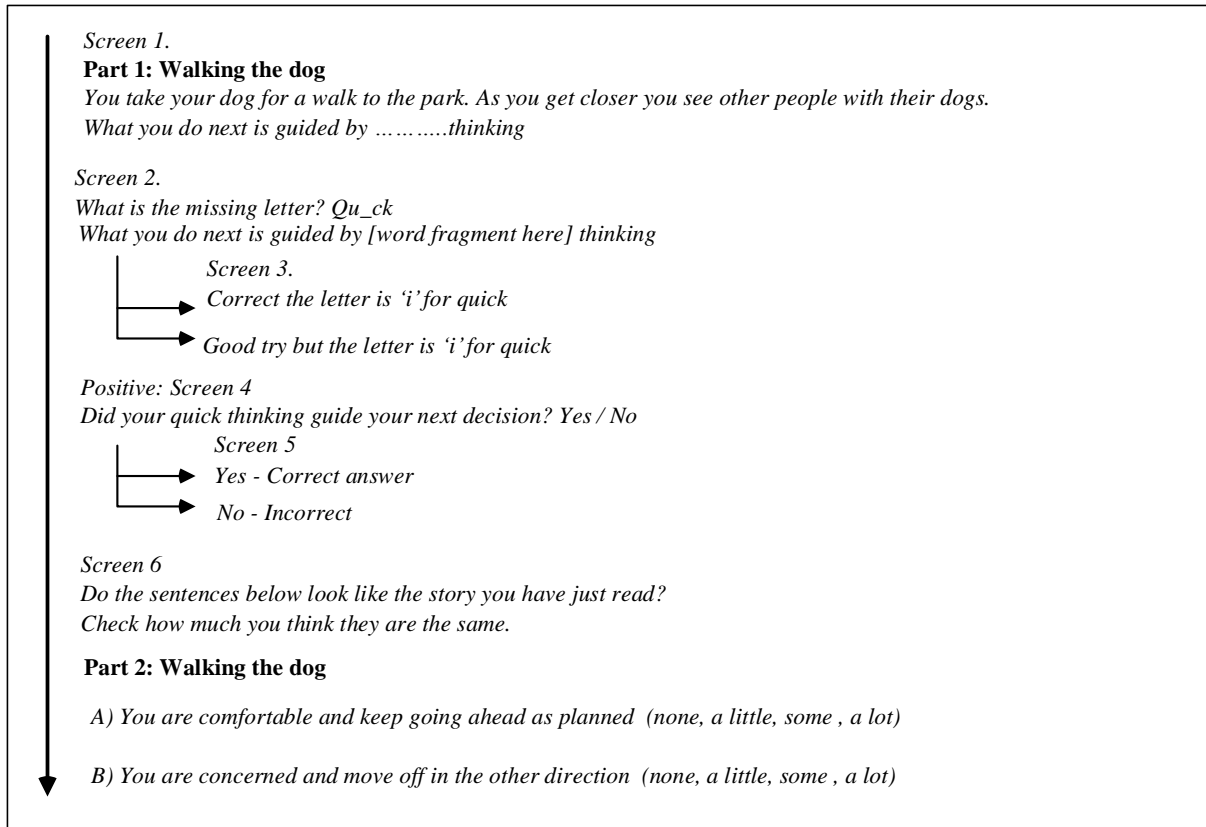 Screen 1.
Part 1: Walking the dog
You take your dog for a walk to the park. As you get closer you see other people with their dogs.
What you do next is guided by ………..thinking
Screen 2.
What is the missing letter? Qu_ck
What you do next is guided by [word fragment here] thinking
Screen 3.
Correct the letter is ‘i’ for quick
Good try but the letter is ‘i’ for quick
Positive: Screen 4
Did your quick thinking guide your next decision? Yes / No
Screen 5
Yes - Correct answer
No - Incorrect
Screen 6
Do the sentences below look like the story you have just read?
Check how much you think they are the same.
Part 2: Walking the dog
A) You are comfortable and keep going ahead as planned (none, a little, some , a lot)
B) You are concerned and move off in the other direction (none, a little, some , a lot)